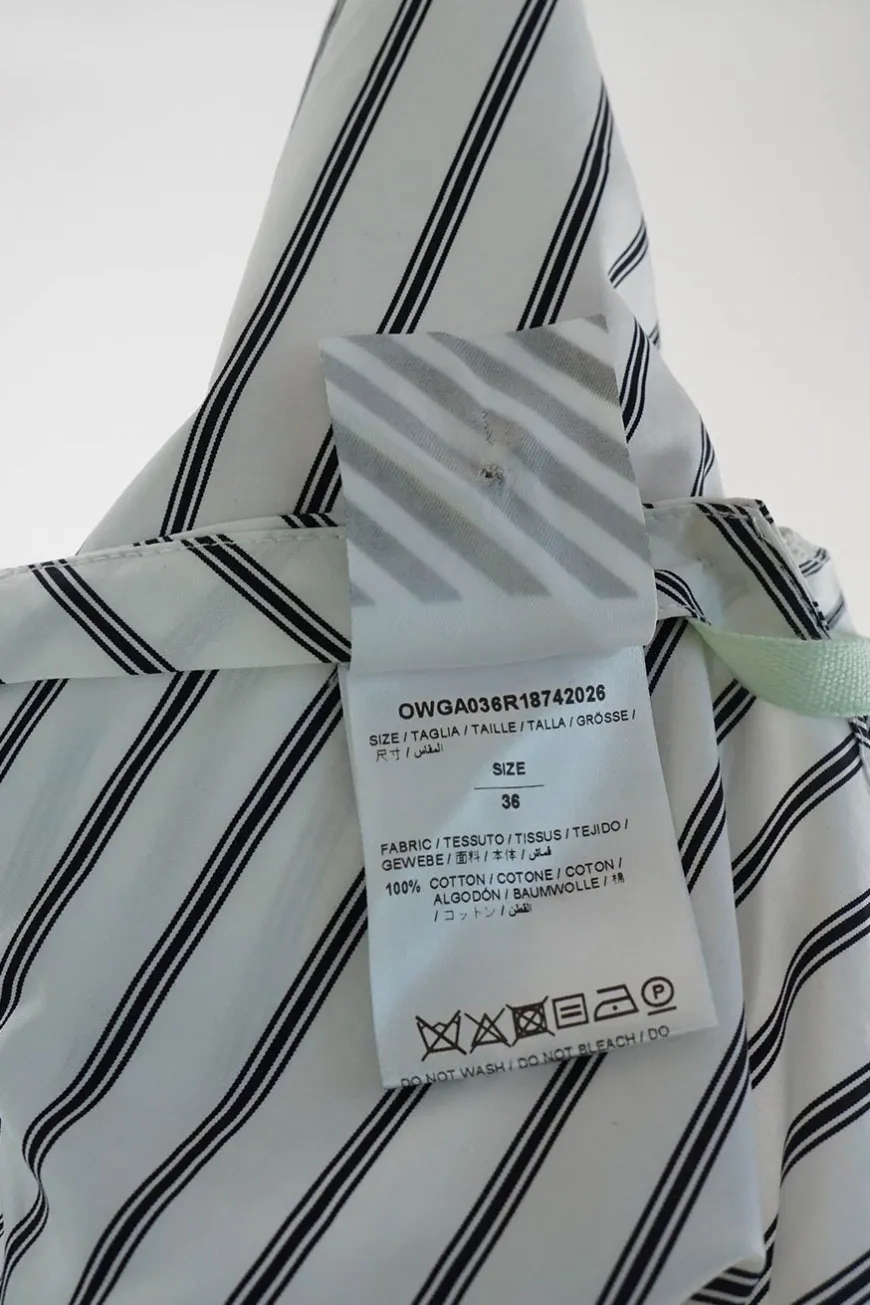 OWGA036R18742026
SIZE / TAGLIA / TAILLE / TALLA / GRÖSSE /
尺寸 / المقاس
SIZE
36
FABRIC / TESSUTO / TISSUS / TEJIDO /
GEWEBE / 面料 / 本体 / قماش
100% COTTON / COTONE / COTON /
ALGODÓN / BAUMWOLLE / 棉
/ コットン / القطن
P
DO NOT WASH / DO NOT BLEACH / DO